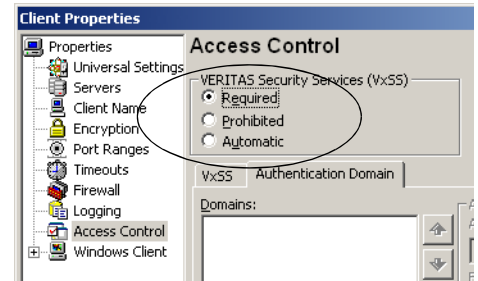 Client Properties
Properties
Universal Settings
Servers
Client Name
Encryption
Port Ranges
Timeouts
Firewall
Logging
Access Control
Windows Client
Access Control
VERITAS Security Services (VxSS)
Required
Prohibited
Automatic
VxSS Authentication Domain
Domains: